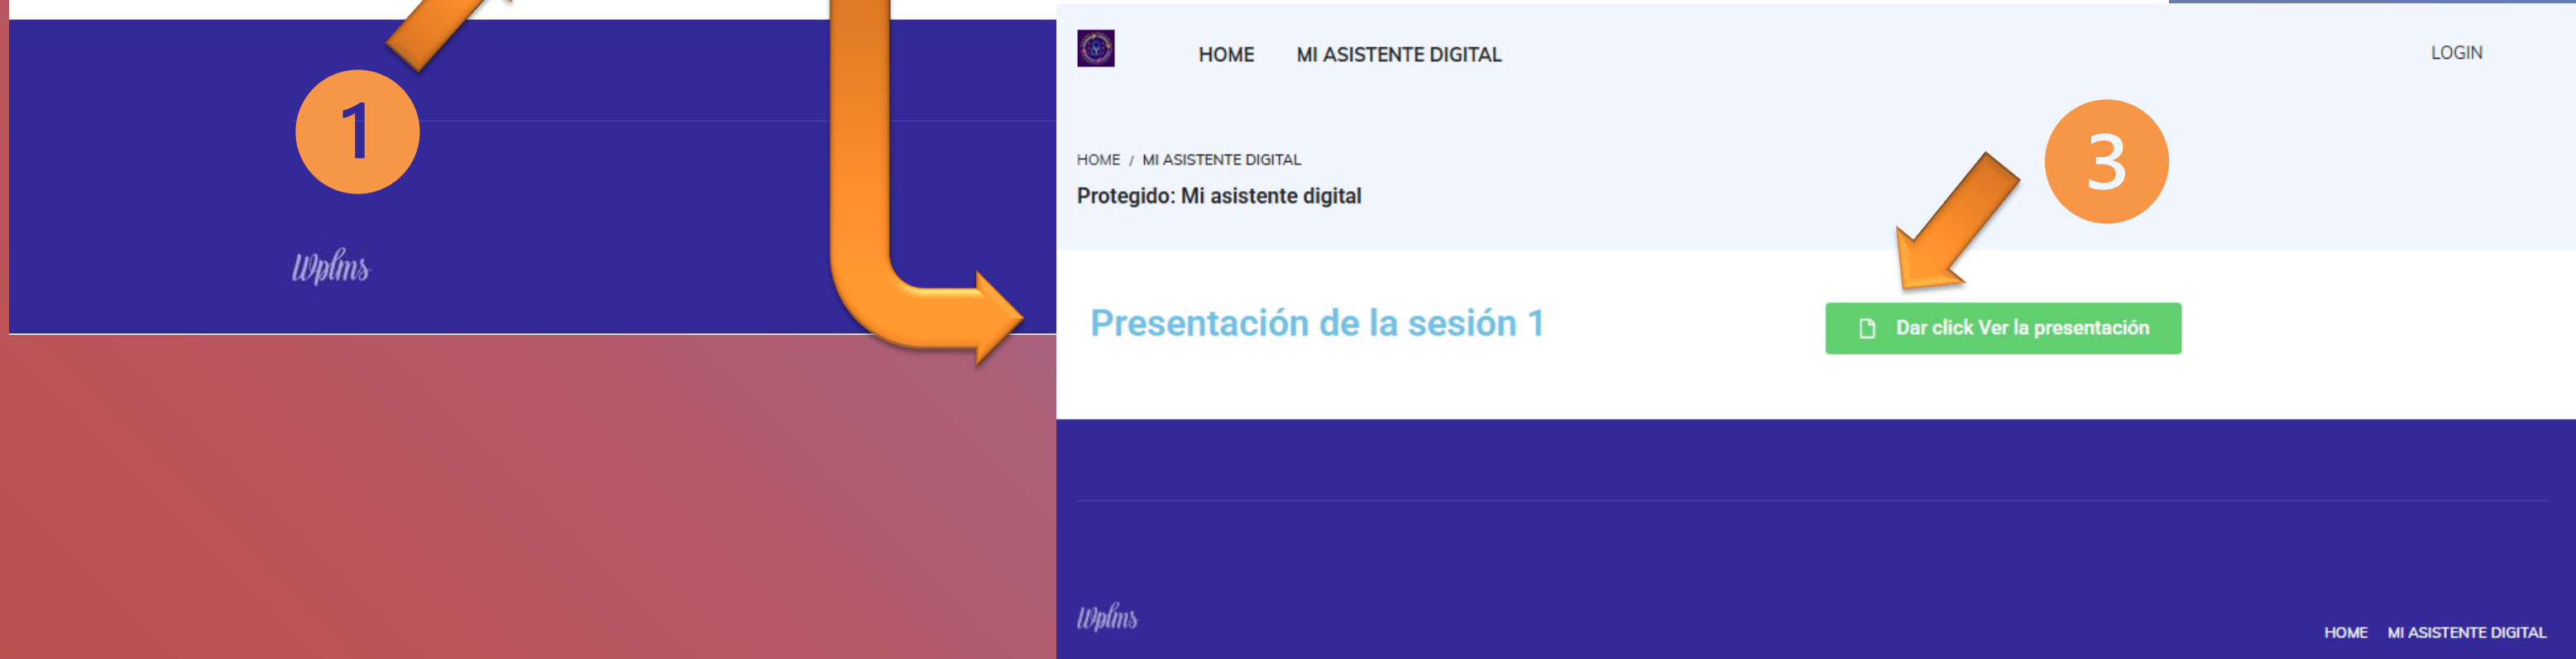 1
Wplms
HOME MI ASISTENTE DIGITAL LOGIN
3
HOME / MI ASISTENTE DIGITAL
Protegido: Mi asistente digital
Presentación de la sesión 1
Dar click Ver la presentación
Wplms
HOME MI ASISTENTE DIGITAL